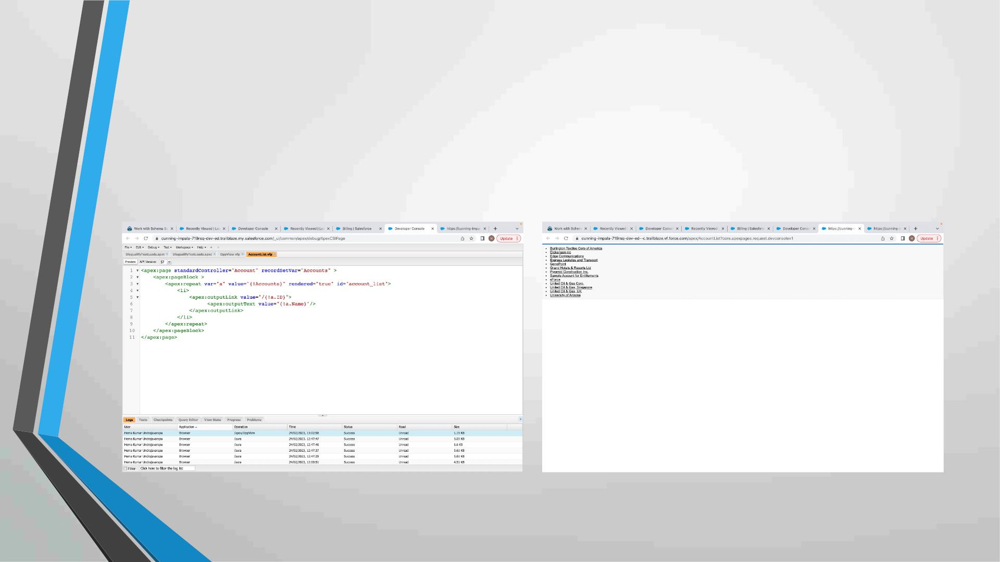 Work with Schema B
Recently Viewed | Le
Developer Console
Recently Viewed | Le
Billing | Salesforce
Developer Console
https://cunning-impa
cunning-impala-719rsq-dev-ed.trailblaze.my.salesforce.com/_ui/common/apex/debug/ApexCSIPage
H
Update
File Edit Debug Test Workspace Help < >
DisqualifyTestLeads.apxt
DisqualifyTestLeads.apxc
OppView.vfp
AccountList.vfp
Preview API Version: 57
1 <apex:page standardController="Account" recordSetVar="Accounts" >
2 <apex:pageBlock >
3 <apex:repeat var="a" value="{!Accounts}" rendered="true" id="account_list">
4 <li>
5 <apex:outputLink value="/{!a.ID}">
6 <apex:outputText value="{!a.Name}"/>
7 </apex:outputLink>
8 </li>
9 </apex:repeat>
10 </apex:pageBlock>
11 </apex:page>
Logs Tests Checkpoints Query Editor View State Progress Problems
User Application Operation Time Status Read Size
Hema Kumar Undrajavarapu Browser /apex/OppView 24/02/2023, 13:02:58 Success Unread 1.19 KB
Hema Kumar Undrajavarapu Browser /aura 24/02/2023, 12:47:47 Success Unread 3.03 KB
Hema Kumar Undrajavarapu Browser /aura 24/02/2023, 12:47:46 Success Unread 6.6 KB
Hema Kumar Undrajavarapu Browser /aura 24/02/2023, 12:47:37 Success Unread 3.61 KB
Hema Kumar Undrajavarapu Browser /aura 24/02/2023, 12:47:29 Success Unread 3.61 KB
Hema Kumar Undrajavarapu Browser /aura 24/02/2023, 12:00:51 Success Unread 4.51 KB
Filter Click here to filter the log list
Work with Schem
Recently Viewed
Developer Cons
Recently Viewed
Billing | Salesforc
Developer Cons
https://cunning-
https://cunning-i
cunning-impala-719rsq-dev-ed--c.trailblaze.vf.force.com/apex/AccountList?core.apexpages.request.devconsole=1
H
Update
• Burlington Textiles Corp of America
• Dickenson plc
• Edge Communications
• Express Logistics and Transport
• GenePoint
• Grand Hotels & Resorts Ltd
• Pyramid Construction Inc.
• Sample Account for Entitlements
• sForce
• United Oil & Gas Corp.
• United Oil & Gas, Singapore
• United Oil & Gas, UK
• University of Arizona